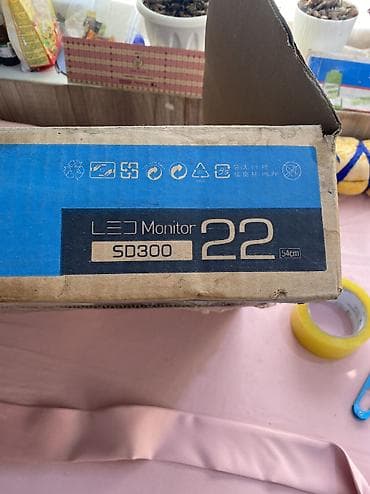 LED Monitor
SD300
22
54cm